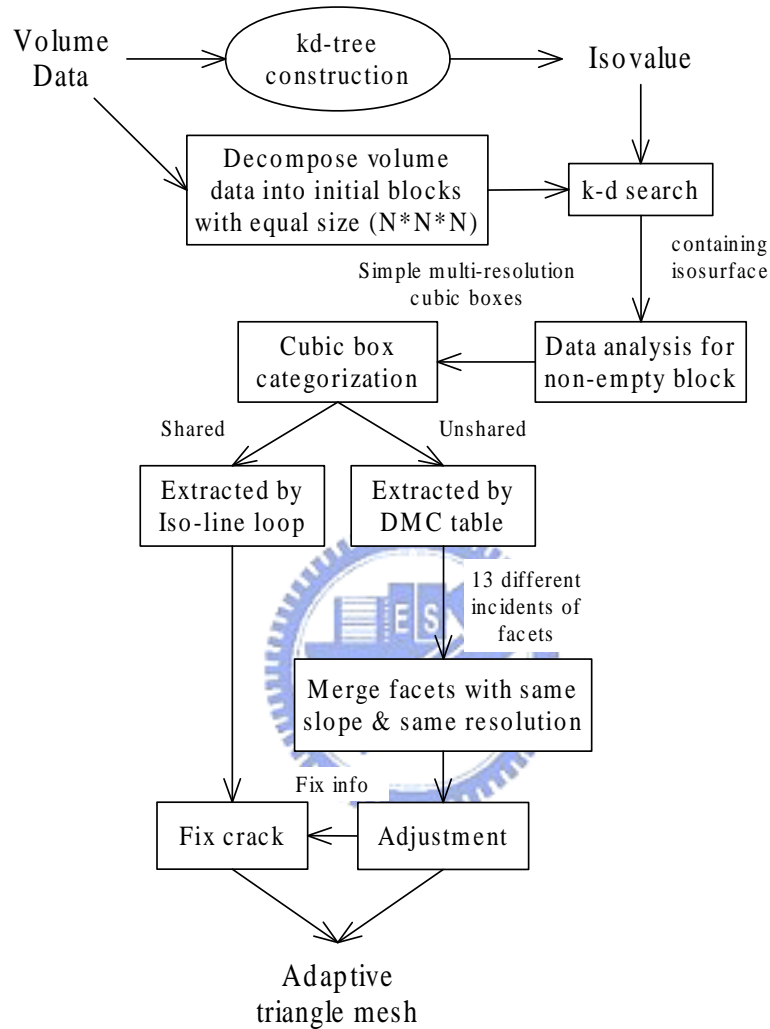 Volume
Data
kd-tree
construction
Isovalue
Decompose volume
data into initial blocks
with equal size (N*N*N)
k-d search
containing
isosurface
Simple multi-resolution
cubic boxes
Cubic box
categorization
Data analysis for
non-empty block
Shared
Unshared
Extracted by
Iso-line loop
Extracted by
DMC table
13 different
incidents of
facets
ES
Merge facets with same
slope & same resolution
Fix info
Fix crack
Adjustment
Adaptive
triangle mesh